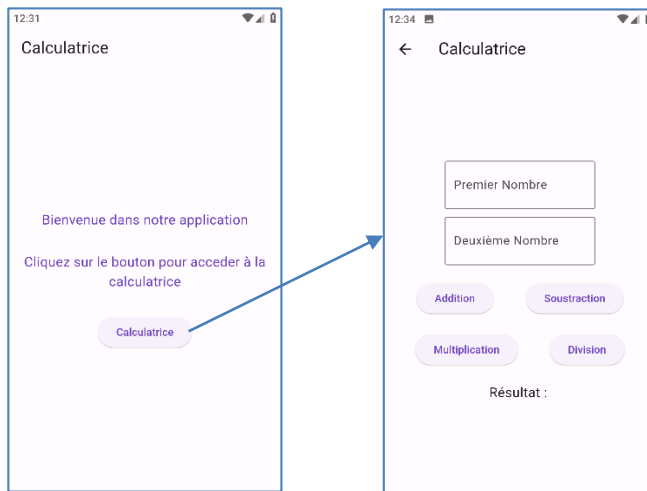 12:31
Calculatrice
Bienvenue dans notre application
Cliquez sur le bouton pour acceder à la
calculatrice
Calculatrice
12:34
Calculatrice
Premier Nombre
Deuxième Nombre
Addition
Soustraction
Multiplication
Division
Résultat :